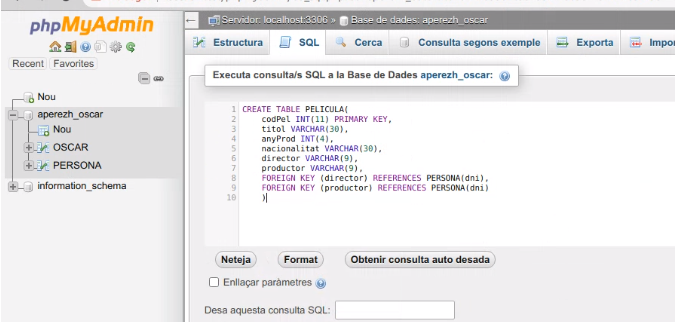 phpMyAdmin
Recent Favorites
Nou
aperezh_oscar
Nou
OSCAR
PERSONA
information_schema
Servidor: localhost:3306 » Base de dades: aperezh_oscar
Estructura SQL Cerca Consulta segons exemple Exporta Impor
Executa consulta/s SQL a la Base de Dades aperezh_oscar:
1 CREATE TABLE PELICULA(
2 codPel INT(11) PRIMARY KEY,
3 titol VARCHAR(30),
4 anyProd INT(4),
5 nacionalitat VARCHAR(30),
6 director VARCHAR(9),
7 productor VARCHAR(9),
8 FOREIGN KEY (director) REFERENCES PERSONA(dni),
9 FOREIGN KEY (productor) REFERENCES PERSONA(dni)
10 )
Neteja Format Obtenir consulta auto desada
Enllaçar paràmetres
Desa aquesta consulta SQL: